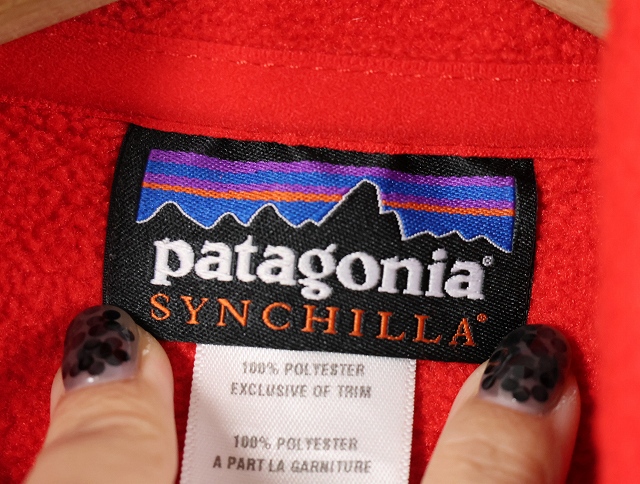 patagonia®
SYNCHILLA®
100% POLYESTER
EXCLUSIVE OF TRIM
100% POLYESTER
A PART LA GARNITURE